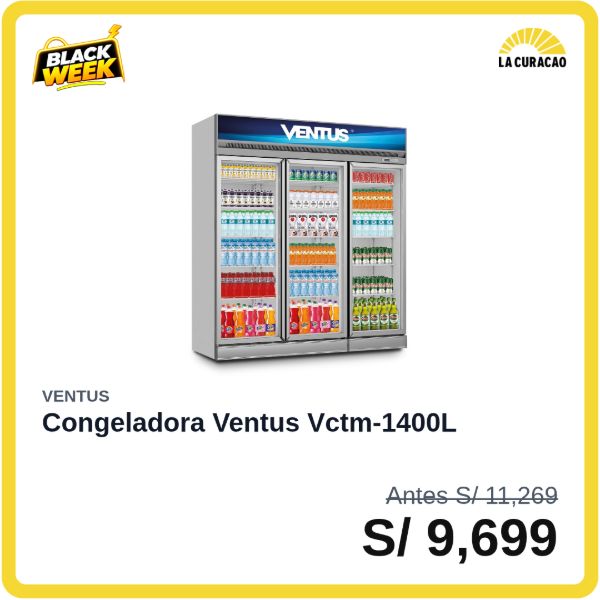 BLACK
WEEK
LA CURACAO
VENTUS
VENTUS
Congeladora Ventus Vctm-1400L
Antes S/ 11,269
S/ 9,699